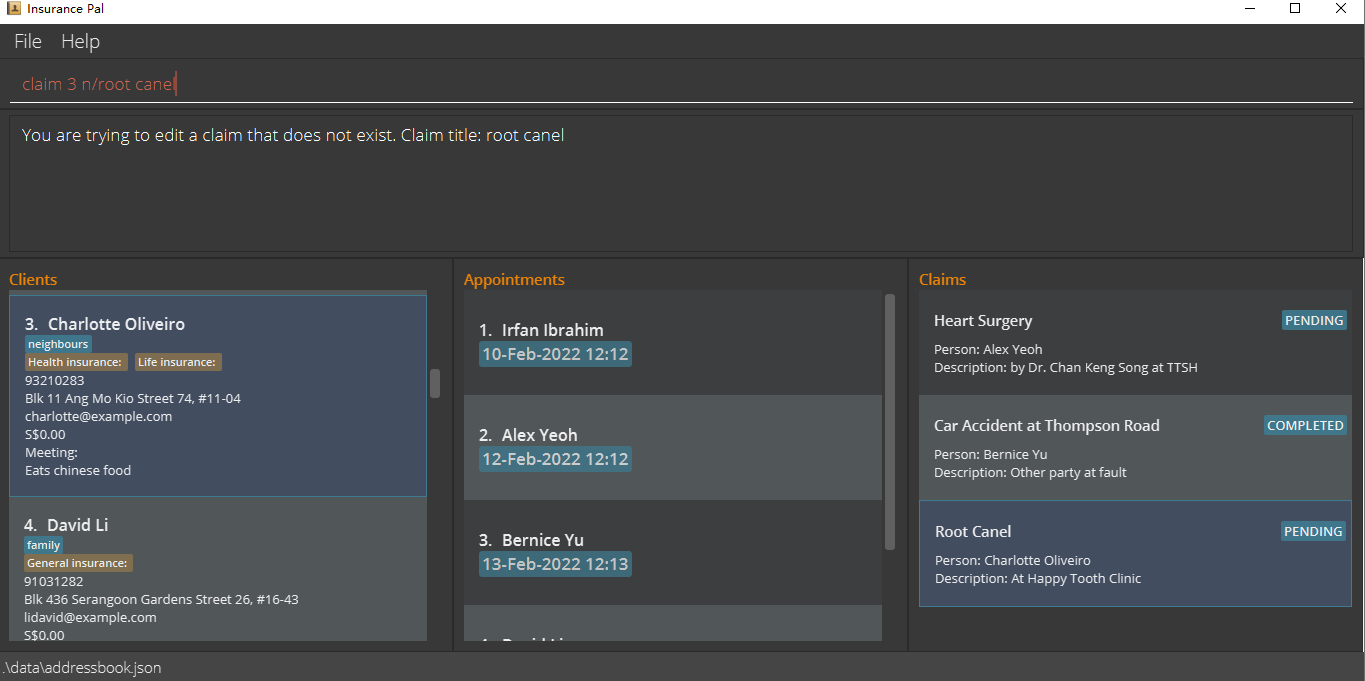 Insurance Pal
File Help
claim 3 n/root canel
You are trying to edit a claim that does not exist. Claim title: root canel
Clients
3. Charlotte Oliveiro
neighbours
Health insurance: Life insurance:
93210283
Blk 11 Ang Mo Kio Street 74, #11-04
charlotte@example.com
S$0.00
Meeting:
Eats chinese food
4. David Li
family
General insurance:
91031282
Blk 436 Serangoon Gardens Street 26, #16-43
lidavid@example.com
S$0.00
Appointments
1. Irfan Ibrahim
10-Feb-2022 12:12
2. Alex Yeoh
12-Feb-2022 12:12
3. Bernice Yu
13-Feb-2022 12:13
Claims
Heart Surgery PENDING
Person: Alex Yeoh
Description: by Dr. Chan Keng Song at TTSH
Car Accident at Thompson Road COMPLETED
Person: Bernice Yu
Description: Other party at fault
Root Canel PENDING
Person: Charlotte Oliveiro
Description: At Happy Tooth Clinic
.\data\addressbook.json